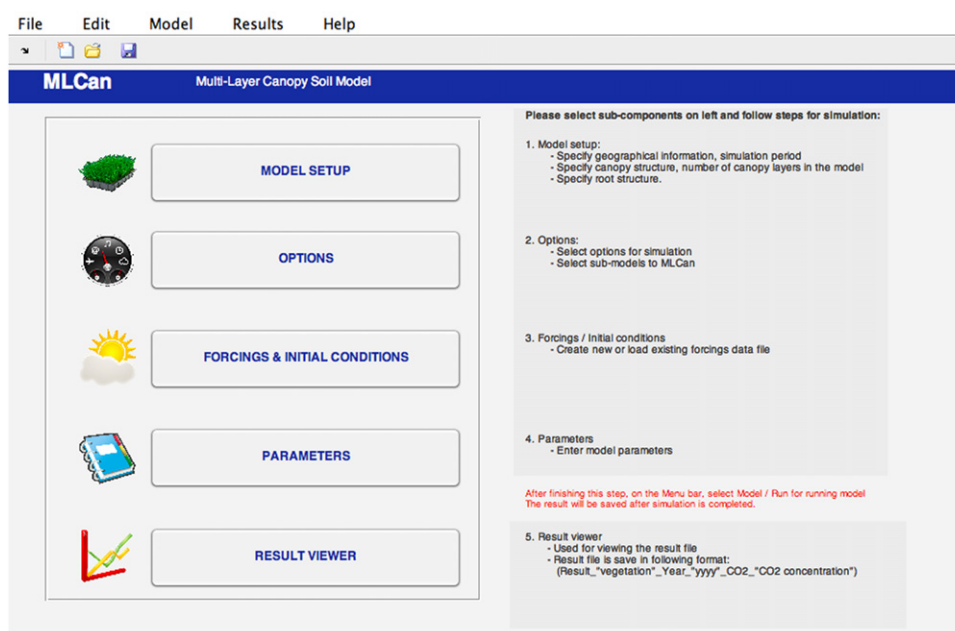 File Edit Model Results Help
MLCan Multi-Layer Canopy Soil Model
MODEL SETUP
OPTIONS
FORCINGS & INITIAL CONDITIONS
PARAMETERS
RESULT VIEWER
Please select sub-components on left and follow steps for simulation:
1. Model setup:
- Specify geographical information, simulation period
- Specify canopy structure, number of canopy layers in the model
- Specify root structure.
2. Options:
- Select options for simulation
- Select sub-models to MLCan
3. Forcings / Initial conditions
- Create new or load existing forcings data file
4. Parameters
- Enter model parameters
After finishing this step, on the Menu bar, select Model / Run for running model
The result will be saved after simulation is completed.
5. Result viewer
- Used for viewing the result file
- Result file is save in following format:
(Result_"vegetation"_Year_"yyyy"_CO2_"CO2 concentration")